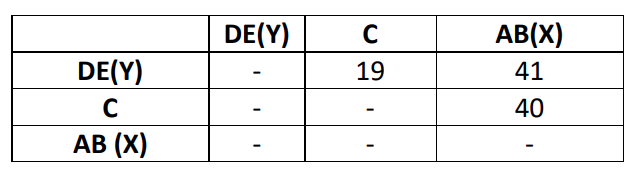 DE(Y) C AB(X)
DE(Y) - 19 41
C - - 40
AB (X) - - -